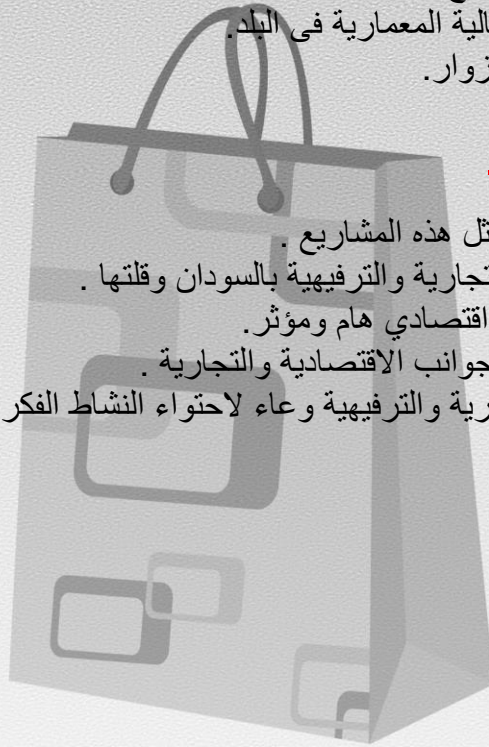 الية المعمارية فى البلد.
زوار.
ثل هذه المشاريع .
تجارية والترفيهية بالسودان وقلتها .
اقتصادي هام ومؤثر.
جوانب الاقتصادية والتجارية .
رية والترفيهية وعاء لاحتواء النشاط الفكر